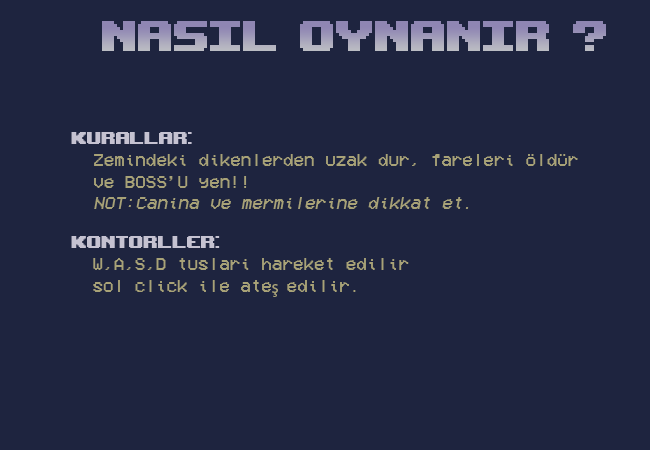 NASIL OYNANIR ?
KURALLAR:
Zemindeki dikenlerden uzak dur, fareleri öldür
ve BOSS'U yen!!
NOT:Canina ve mermilerine dikkat et.
KONTORLLER:
W,A,S,D tuslari hareket edilir
sol click ile ateş edilir.